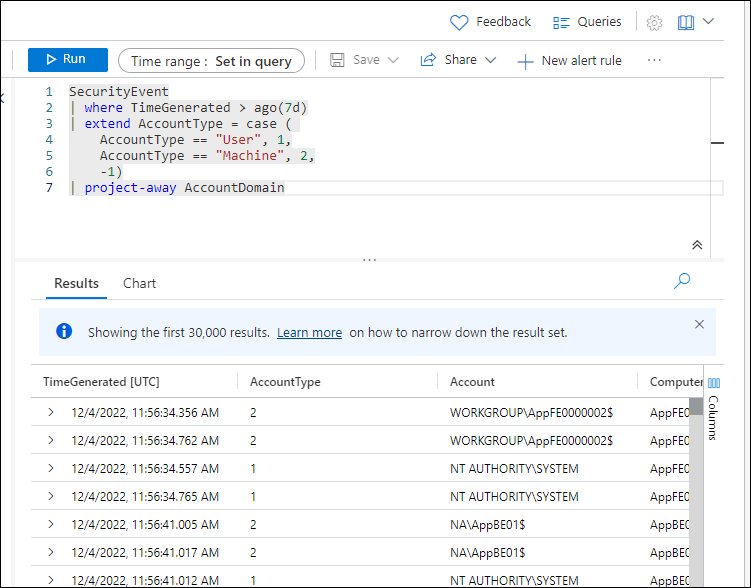 Feedback Queries
Run Time range : Set in query Save Share New alert rule ...
1 SecurityEvent
2 | where TimeGenerated > ago(7d)
3 | extend AccountType = case (
4 AccountType == "User", 1,
5 AccountType == "Machine", 2,
6 -1)
7 | project-away AccountDomain
Results Chart
Showing the first 30,000 results. Learn more on how to narrow down the result set.
TimeGenerated [UTC] AccountType Account Computer
12/4/2022, 11:56:34.356 AM 2 WORKGROUP\AppFE0000002$ AppFE0
12/4/2022, 11:56:34.762 AM 2 WORKGROUP\AppFE0000002$ AppFE0
12/4/2022, 11:56:34.557 AM 1 NT AUTHORITY\SYSTEM AppFE0
12/4/2022, 11:56:34.765 AM 1 NT AUTHORITY\SYSTEM AppFE0
12/4/2022, 11:56:41.005 AM 2 NA\AppBE01$ AppBE0
12/4/2022, 11:56:41.017 AM 2 NA\AppBE01$ AppBE0
12/4/2022, 11:56:41.012 AM 1 NT AUTHORITY\SYSTEM AppBE0
Columns